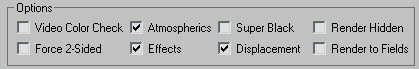 Options
Video Color Check Atmospherics Super Black Render Hidden
Force 2-Sided Effects Displacement Render to Fields